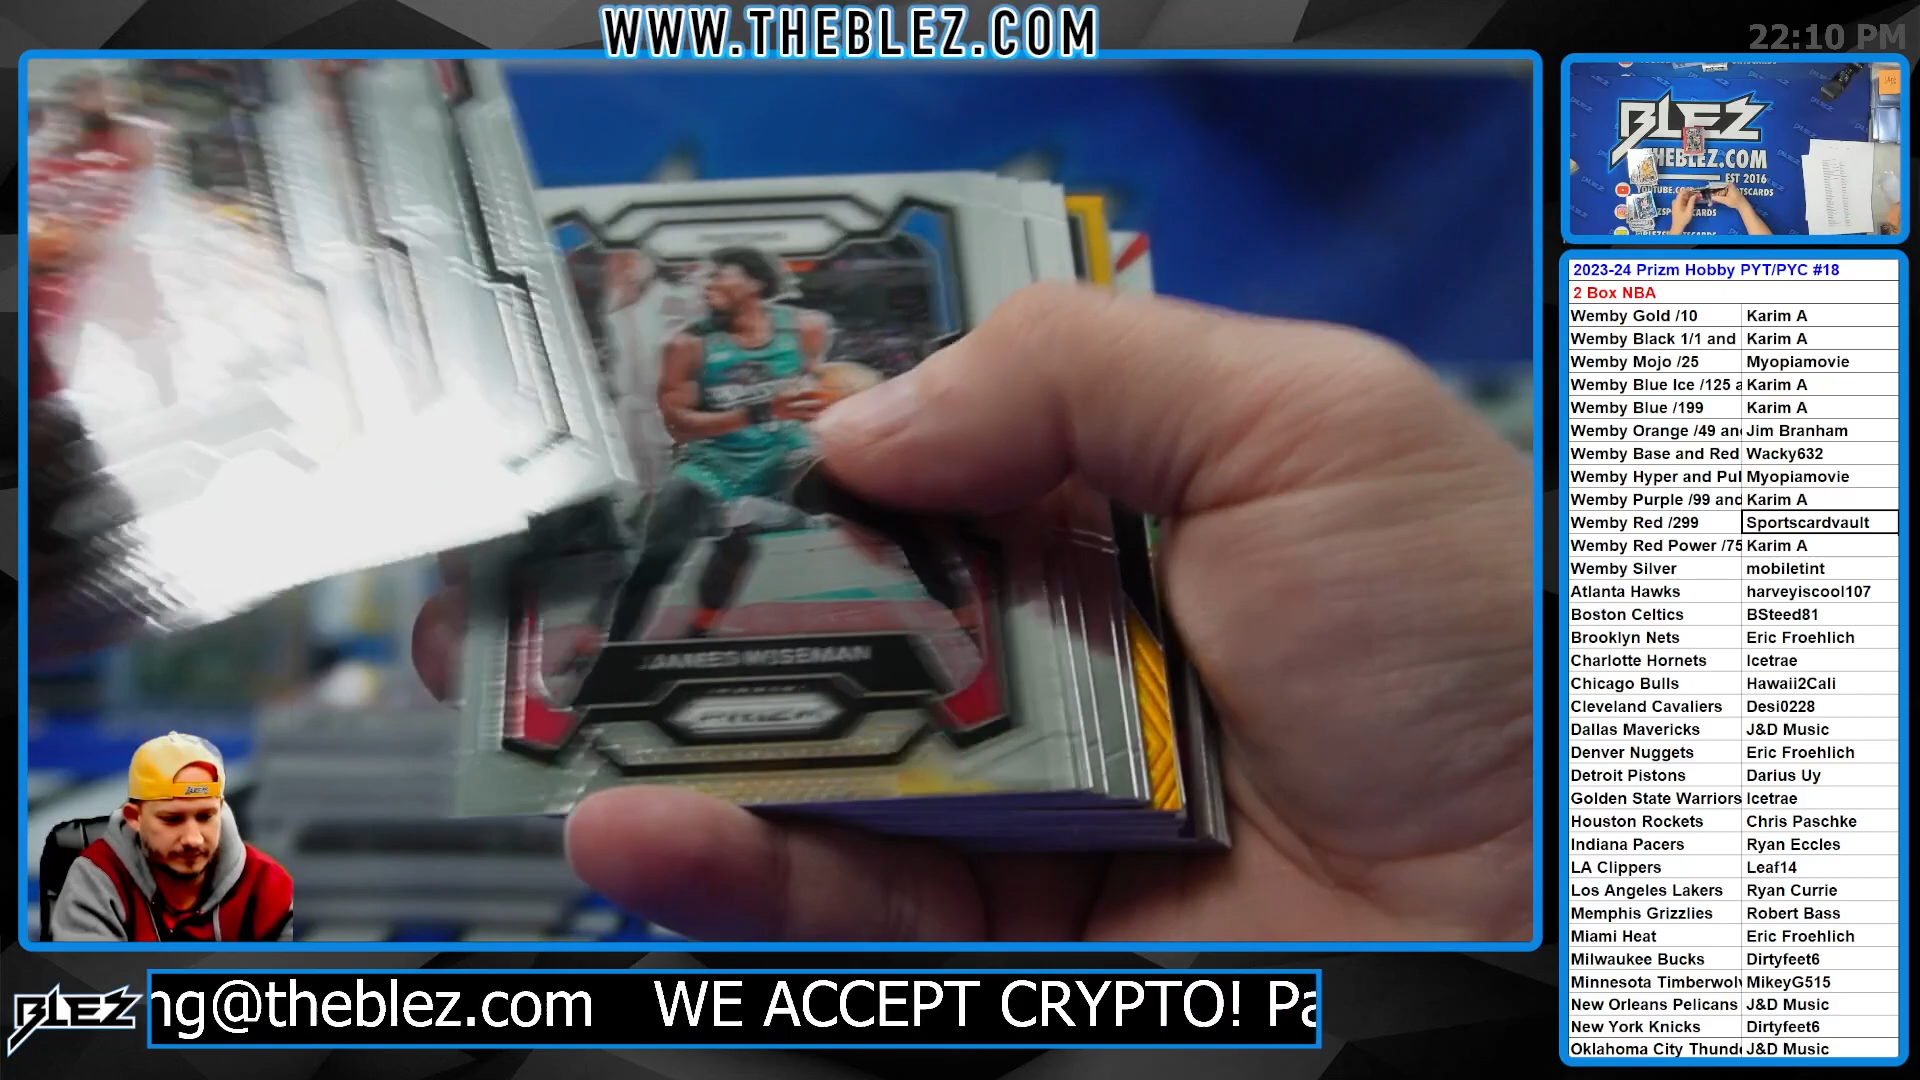 WWW.THEBLEZ.COM
22:10 PM
BLEZ
THEBLEZ.COM
EST 2016
2023-24 Prizm Hobby PYT/PYC #18
2 Box NBA
Wemby Gold /10 Karim A
Wemby Black 1/1 and Karim A
Wemby Mojo /25 Myopiamovie
Wemby Blue Ice /125 a Karim A
Wemby Blue /199 Karim A
Wemby Orange /49 and Jim Branham
Wemby Base and Red Wacky632
Wemby Hyper and Pul Myopiamovie
Wemby Purple /99 and Karim A
Wemby Red /299 Sportscardvault
Wemby Red Power /75 Karim A
Wemby Silver mobiletint
Atlanta Hawks harveyiscool107
Boston Celtics BSteed81
Brooklyn Nets Eric Froehlich
Charlotte Hornets Icetrae
Chicago Bulls Hawaii2Cali
Cleveland Cavaliers Desi0228
Dallas Mavericks J&D Music
Denver Nuggets Eric Froehlich
Detroit Pistons Darius Uy
Golden State Warriors Icetrae
Houston Rockets Chris Paschke
Indiana Pacers Ryan Eccles
LA Clippers Leaf14
Los Angeles Lakers Ryan Currie
Memphis Grizzlies Robert Bass
Miami Heat Eric Froehlich
Milwaukee Bucks Dirtyfeet6
Minnesota Timberwolv MikeyG515
New Orleans Pelicans J&D Music
New York Knicks Dirtyfeet6
Oklahoma City Thunde J&D Music
JAMES WISEMAN
PRIZM
BLEZ
ng@theblez.com WE ACCEPT CRYPTO! Pa